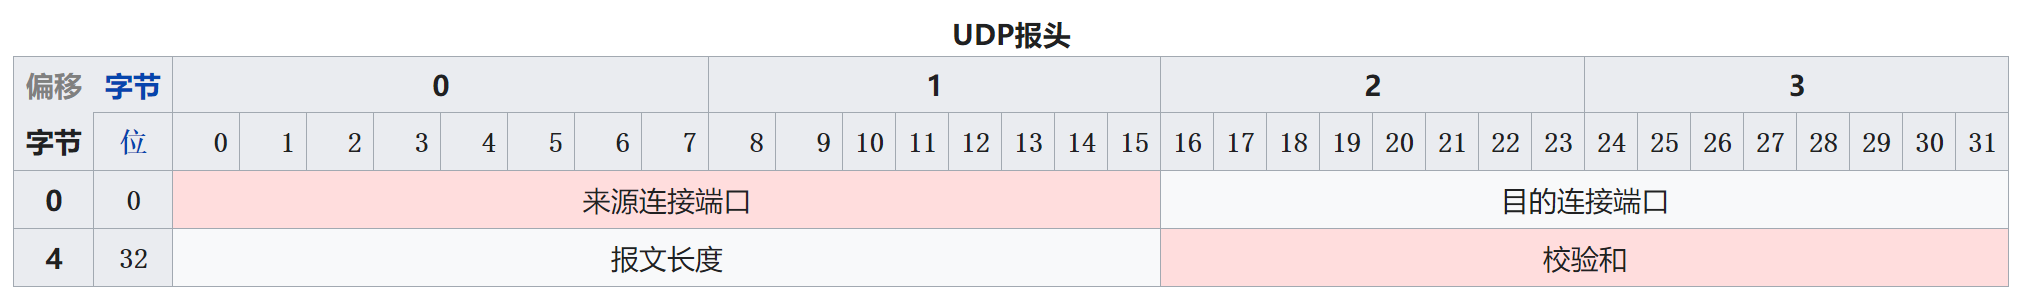 UDP报头
偏移 字节 0 1 2 3
字节 位 0 1 2 3 4 5 6 7 8 9 10 11 12 13 14 15 16 17 18 19 20 21 22 23 24 25 26 27 28 29 30 31
0 0 来源连接端口 目的连接端口
4 32 报文长度 校验和